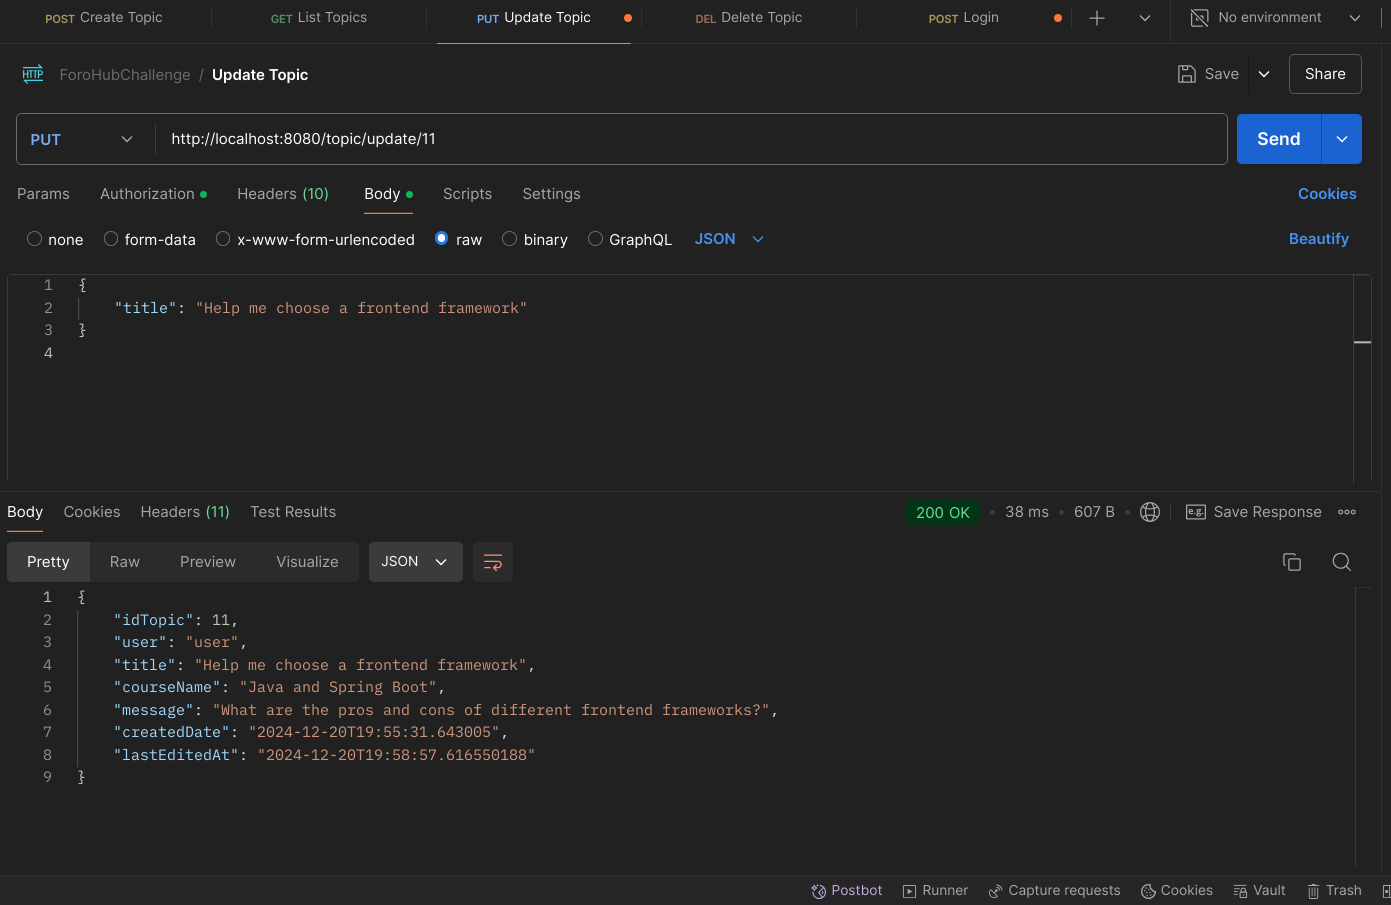 POST Create Topic GET List Topics PUT Update Topic DEL Delete Topic POST Login No environment
HTTP ForoHubChallenge / Update Topic Save Share
PUT http://localhost:8080/topic/update/11 Send
Params Authorization Headers (10) Body Scripts Settings Cookies
none form-data x-www-form-urlencoded raw binary GraphQL JSON Beautify
1 {
2 "title": "Help me choose a frontend framework"
3 }
4
Body Cookies Headers (11) Test Results 200 OK 38 ms 607 B e.g. Save Response
Pretty Raw Preview Visualize JSON
1 {
2 "idTopic": 11,
3 "user": "user",
4 "title": "Help me choose a frontend framework",
5 "courseName": "Java and Spring Boot",
6 "message": "What are the pros and cons of different frontend frameworks?",
7 "createdDate": "2024-12-20T19:55:31.643005",
8 "lastEditedAt": "2024-12-20T19:58:57.616550188"
9 }
Postbot Runner Capture requests Cookies Vault Trash